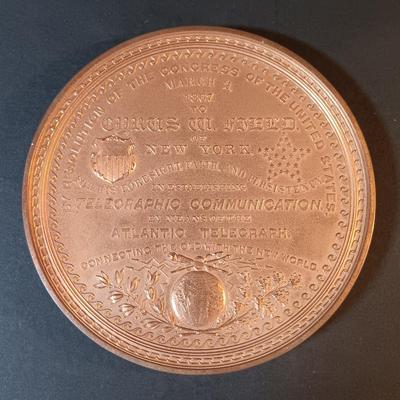 BY RESOLUTION OF THE CONGRESS OF THE UNITED STATES
MARCH 2,
1867,
TO
CYRUS W. FIELD,
OF
NEW YORK,
FOR HIS FORESIGHT, FAITH, AND PERSISTENCY,
IN ESTABLISHING
TELEGRAPHIC COMMUNICATION,
BY MEANS OF THE
ATLANTIC TELEGRAPH,
CONNECTING THE OLD WITH THE NEW WORLD.